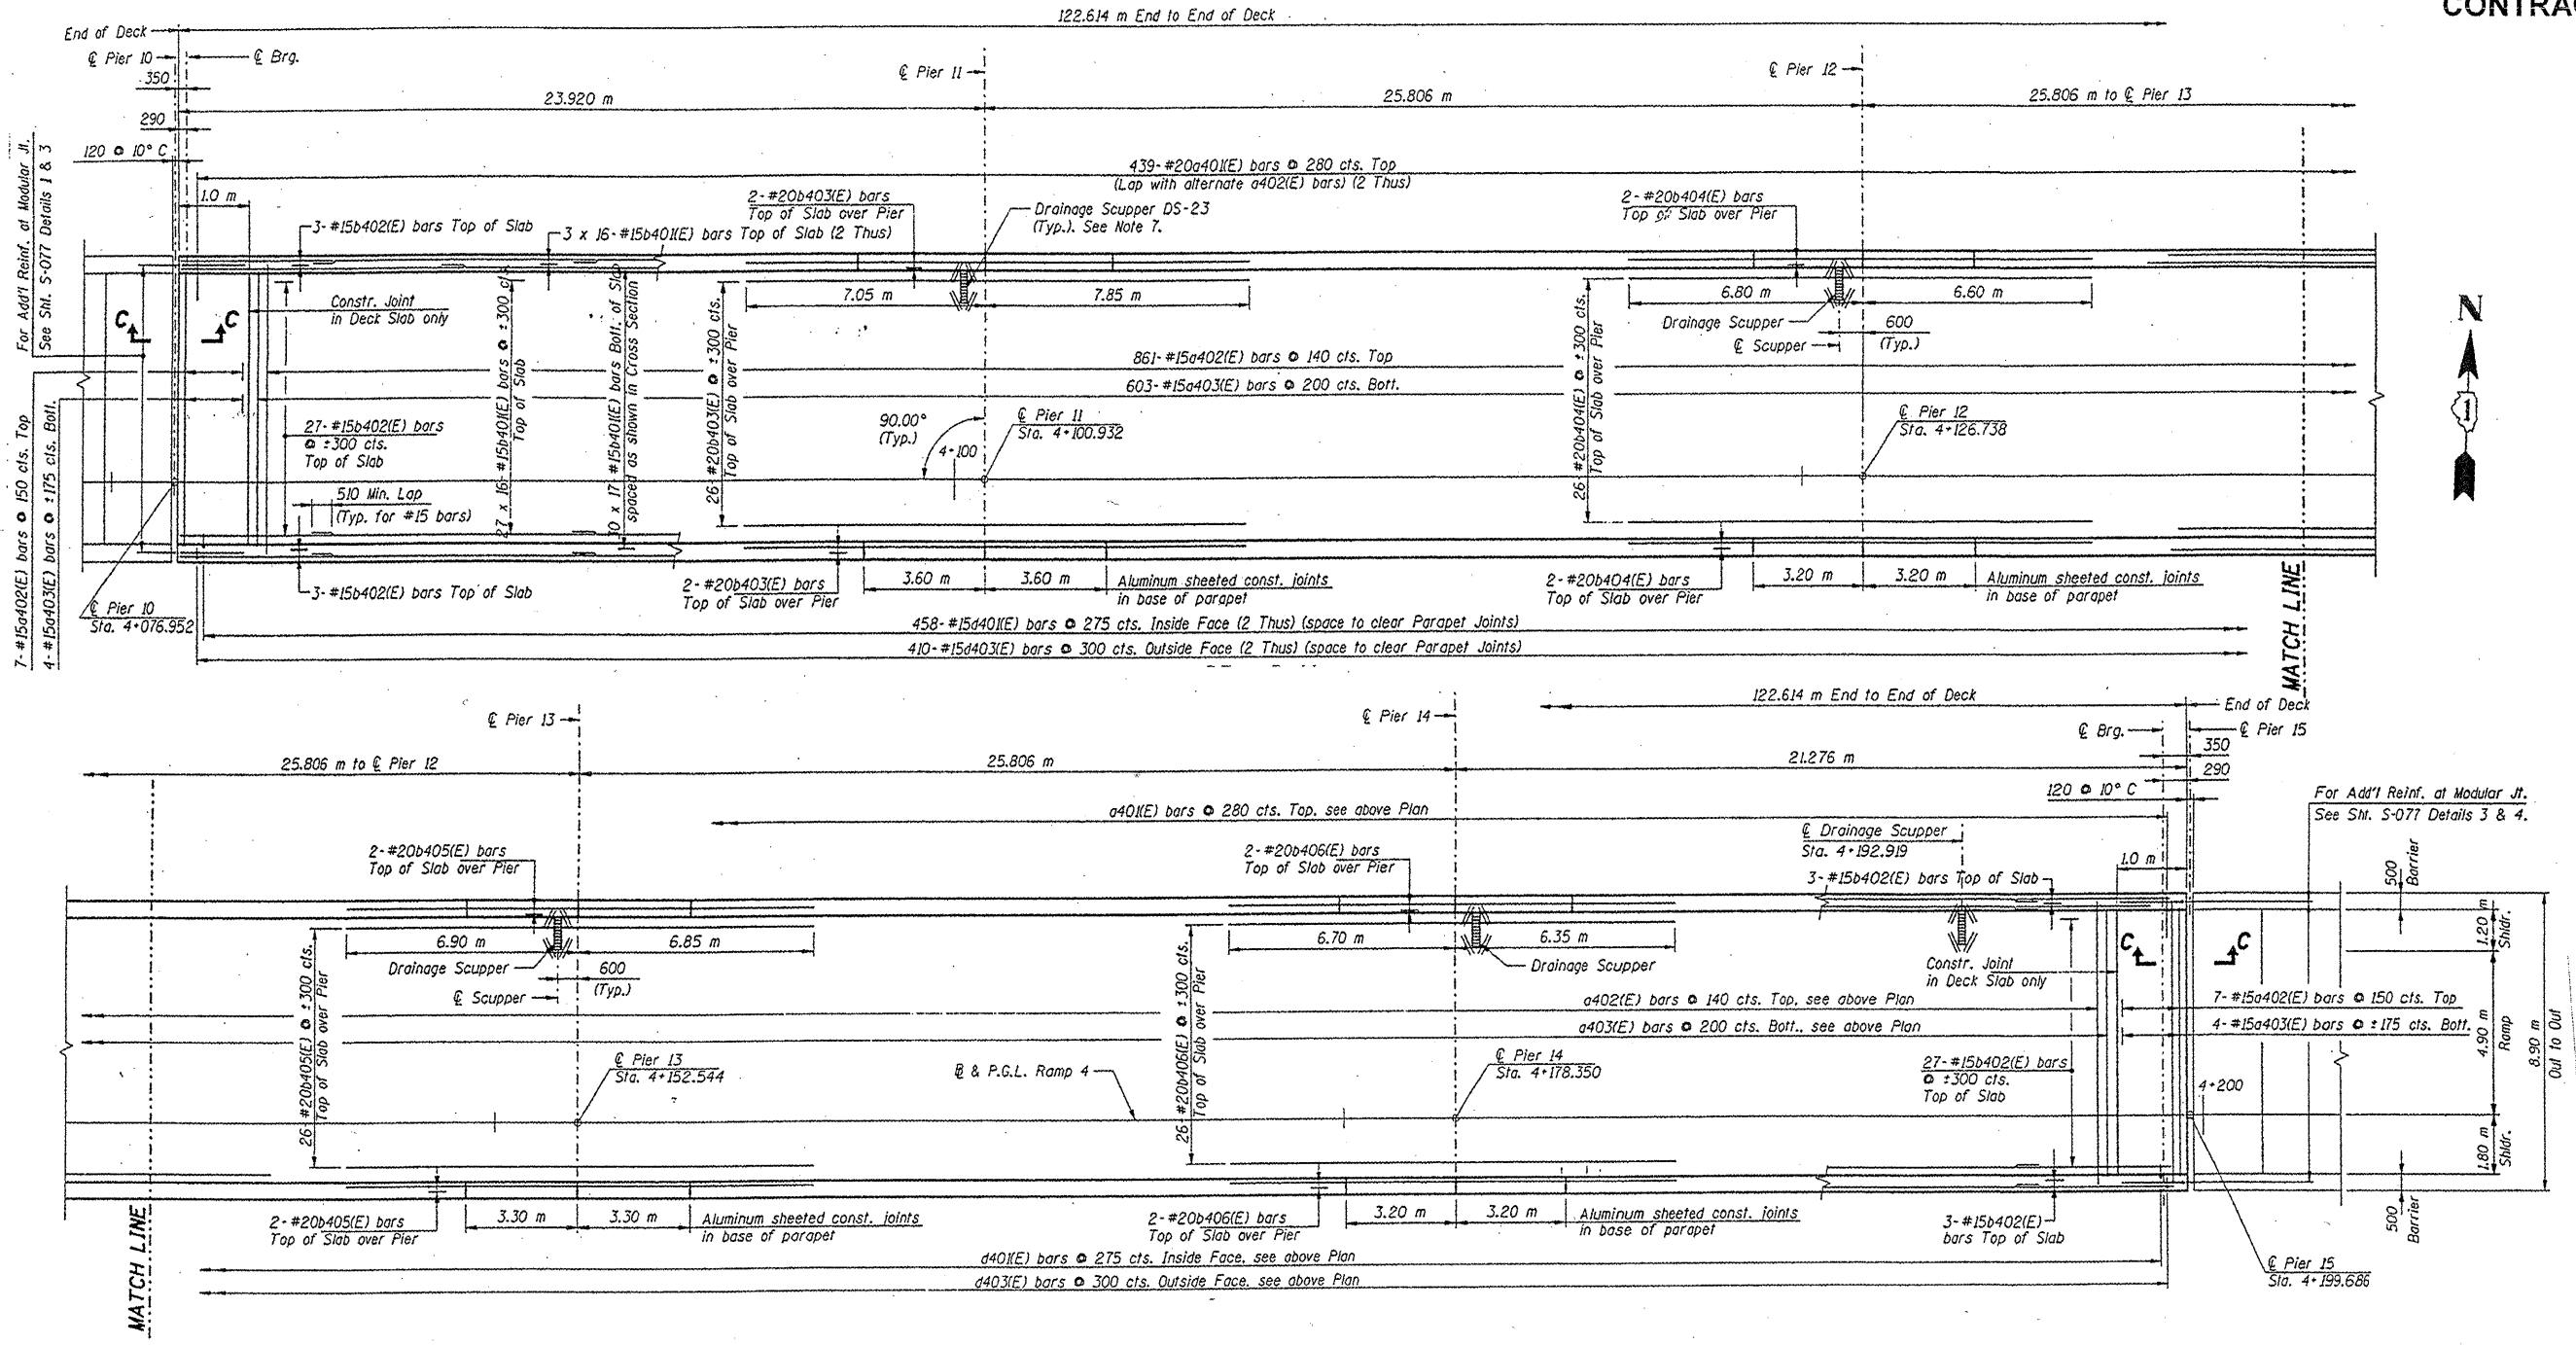 CONTRAC
122.614 m End to End of Deck
End of Deck
℄ Pier 10
℄ Brg.
350
℄ Pier 11
℄ Pier 12
23.920 m
25.806 m
25.806 m to ℄ Pier 13
290
120 @ 10° C
For Add'l Reinf. at Modular Jt.
See Sht. S-077 Details 1 & 3
439-#20a401(E) bars @ 280 cts. Top
(Lap with alternate a402(E) bars) (2 Thus)
1.0 m
2-#20b403(E) bars
Top of Slab over Pier
Drainage Scupper DS-23
(Typ.). See Note 7.
2-#20b404(E) bars
Top of Slab over Pier
3-#15b402(E) bars Top of Slab
3 x 16-#15b401(E) bars Top of Slab (2 Thus)
C
C
Constr. Joint
in Deck Slab only
27 x 16-#15b401(E) bars @ ±300 cts.
Top of Slab
30 x 17-#15b401(E) bars Bott. of Slab
spaced as shown in Cross Section
26-#20b403(E) @ ±300 cts.
Top of Slab over Pier
7.05 m
7.85 m
26-#20b404(E) @ ±300 cts.
Top of Slab over Pier
6.80 m
6.60 m
Drainage Scupper
600
(Typ.)
℄ Scupper
N
1
861-#15a402(E) bars @ 140 cts. Top
603-#15a403(E) bars @ 200 cts. Bott.
7-#15a402(E) bars @ 150 cts. Top
4-#15a403(E) bars @ ±175 cts. Bott.
27-#15b402(E) bars
@ ±300 cts.
Top of Slab
90.00°
(Typ.)
4+100
℄ Pier 11
Sta. 4+100.932
℄ Pier 12
Sta. 4+126.738
510 Min. Lap
(Typ. for #15 bars)
3-#15b402(E) bars Top of Slab
2-#20b403(E) bars
Top of Slab over Pier
3.60 m
3.60 m
Aluminum sheeted const. joints
in base of parapet
2-#20b404(E) bars
Top of Slab over Pier
3.20 m
3.20 m
Aluminum sheeted const. joints
in base of parapet
℄ Pier 10
Sta. 4+076.952
458-#15d401(E) bars @ 275 cts. Inside Face (2 Thus) (space to clear Parapet Joints)
410-#15d403(E) bars @ 300 cts. Outside Face (2 Thus) (space to clear Parapet Joints)
MATCH LINE
122.614 m End to End of Deck
End of Deck
℄ Pier 13
℄ Pier 14
℄ Brg.
℄ Pier 15
350
25.806 m to ℄ Pier 12
25.806 m
21.276 m
290
120 @ 10° C
For Add'l Reinf. at Modular Jt.
See Sht. S-077 Details 3 & 4.
a401(E) bars @ 280 cts. Top, see above Plan
℄ Drainage Scupper
Sta. 4+192.919
2-#20b405(E) bars
Top of Slab over Pier
2-#20b406(E) bars
Top of Slab over Pier
1.0 m
3-#15b402(E) bars Top of Slab
500
Barrier
26-#20b405(E) @ ±300 cts.
Top of Slab over Pier
6.90 m
6.85 m
Drainage Scupper
600
(Typ.)
℄ Scupper
26-#20b406(E) @ ±300 cts.
Top of Slab over Pier
6.70 m
6.35 m
Drainage Scupper
Constr. Joint
in Deck Slab only
C
C
1.20 m
Shldr.
a402(E) bars @ 140 cts. Top, see above Plan
a403(E) bars @ 200 cts. Bott., see above Plan
7-#15a402(E) bars @ 150 cts. Top
4-#15a403(E) bars @ ±175 cts. Bott.
4.90 m
Ramp
8.90 m
Out to Out
℄ Pier 13
Sta. 4+152.544
℄ & P.G.L. Ramp 4
℄ Pier 14
Sta. 4+178.350
27-#15b402(E) bars
@ ±300 cts.
Top of Slab
4+200
1.80 m
Shldr.
MATCH LINE
2-#20b405(E) bars
Top of Slab over Pier
3.30 m
3.30 m
Aluminum sheeted const. joints
in base of parapet
2-#20b406(E) bars
Top of Slab over Pier
3.20 m
3.20 m
Aluminum sheeted const. joints
in base of parapet
3-#15b402(E)
bars Top of Slab
500
Barrier
d401(E) bars @ 275 cts. Inside Face, see above Plan
d403(E) bars @ 300 cts. Outside Face, see above Plan
℄ Pier 15
Sta. 4+199.686